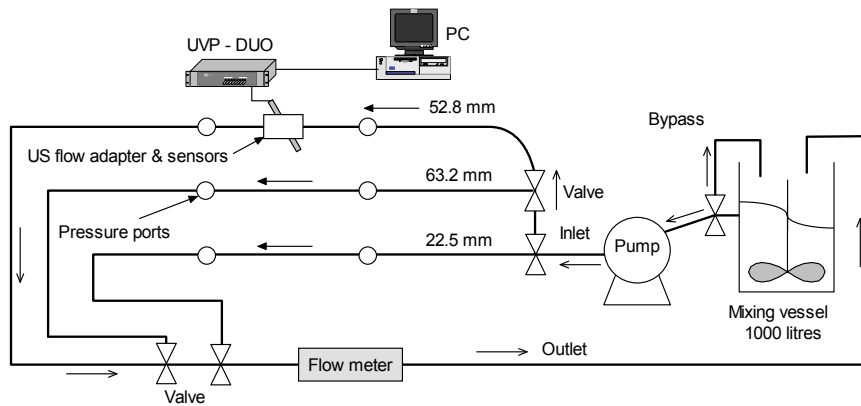 UVP - DUO
PC
52.8 mm
Bypass
US flow adapter & sensors
63.2 mm
Valve
Pressure ports
22.5 mm
Inlet
Pump
Mixing vessel
1000 litres
Outlet
Flow meter
Valve